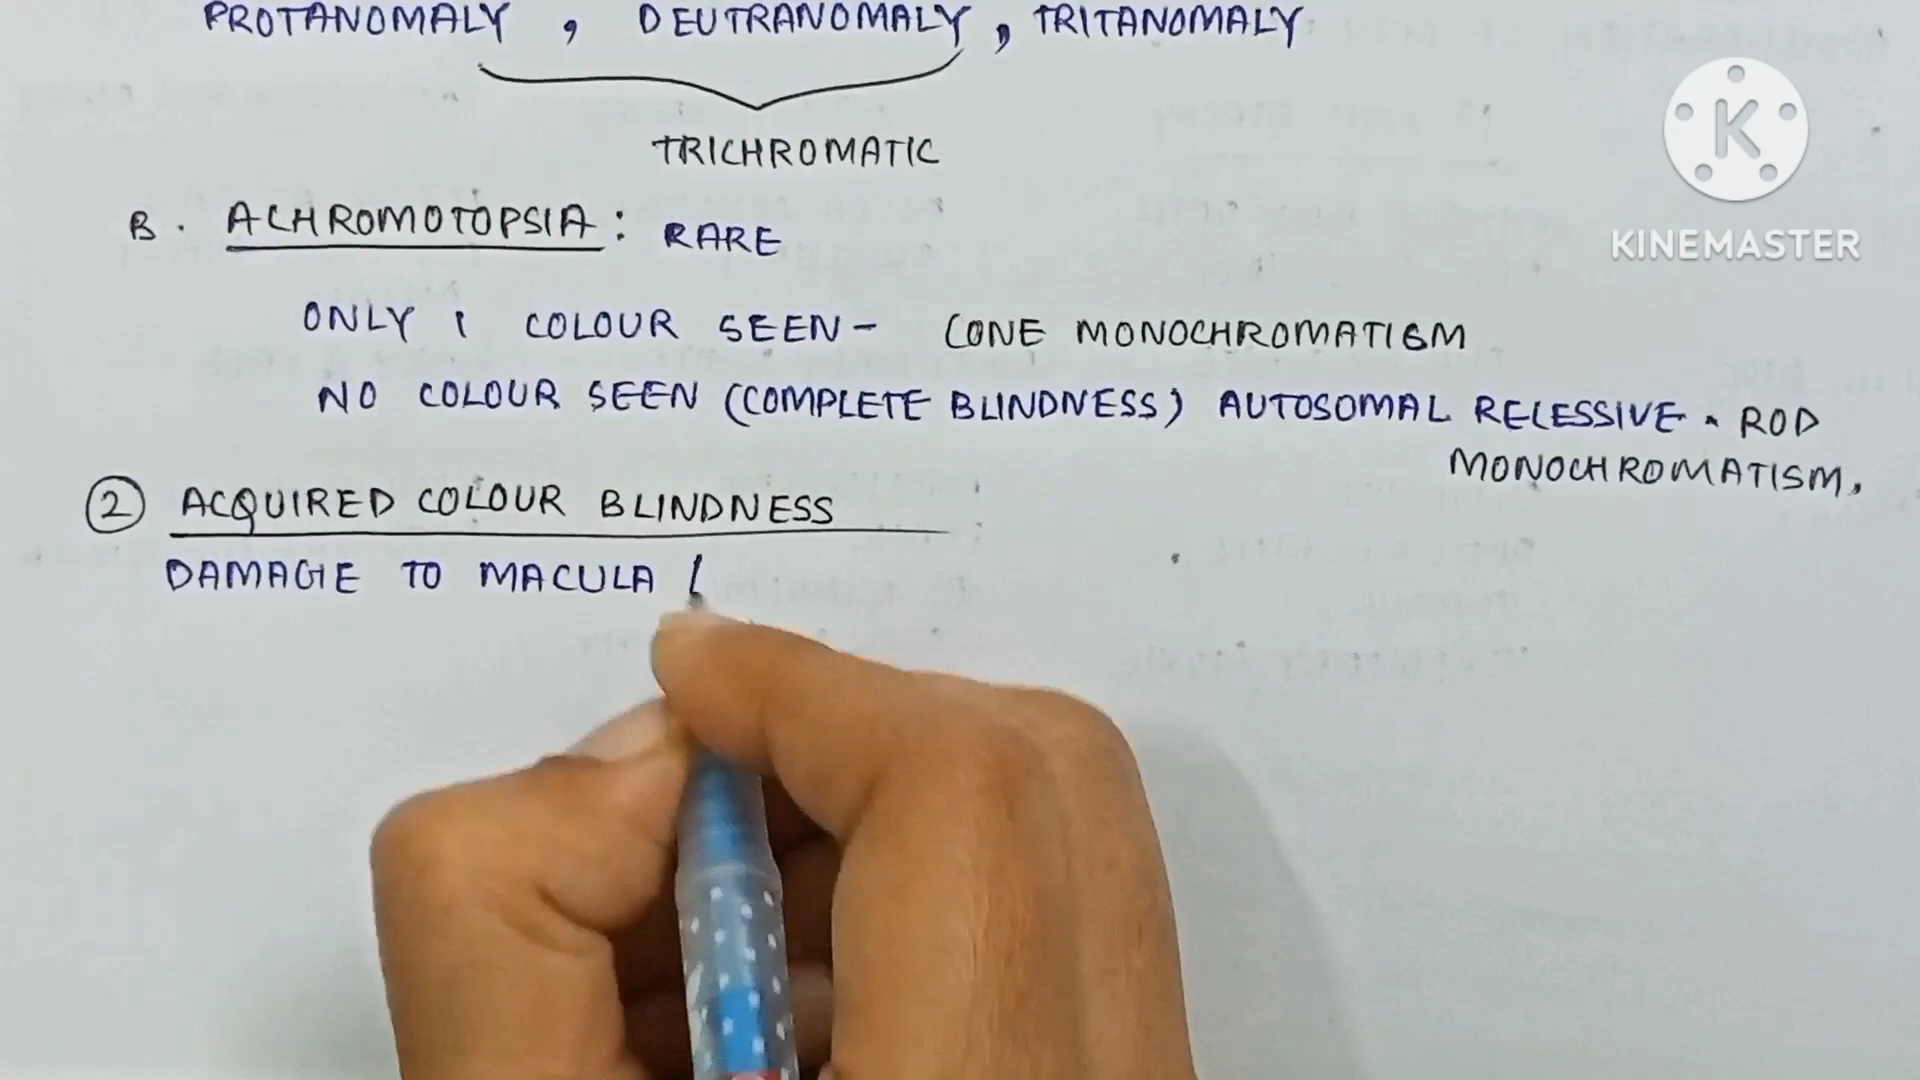 PROTANOMALY , DEUTRANOMALY , TRITANOMALY
TRICHROMATIC
K
KINEMASTER
B. ACHROMOTOPSIA : RARE
ONLY 1 COLOUR SEEN - CONE MONOCHROMATISM
NO COLOUR SEEN (COMPLETE BLINDNESS) AUTOSOMAL RECESSIVE. ROD
MONOCHROMATISM,
2 ACQUIRED COLOUR BLINDNESS
DAMAGE TO MACULA (